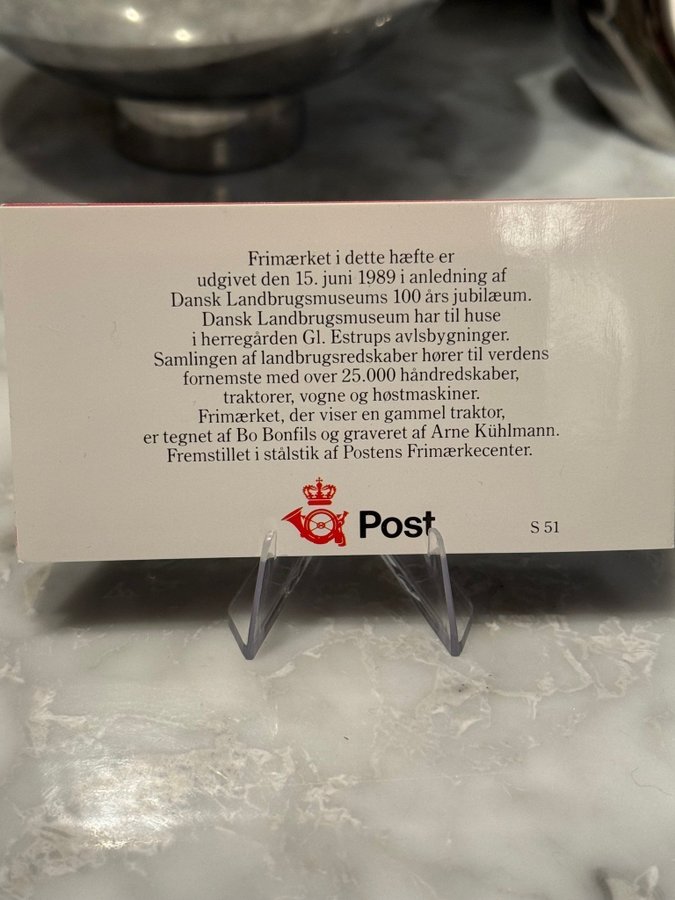 Frimærket i dette hæfte er
udgivet den 15. juni 1989 i anledning af
Dansk Landbrugsmuseums 100 års jubilæum.
Dansk Landbrugsmuseum har til huse
i herregården Gl. Estrups avlsbygninger.
Samlingen af landbrugsredskaber hører til verdens
fornemste med over 25.000 håndredskaber,
traktorer, vogne og høstmaskiner.
Frimærket, der viser en gammel traktor,
er tegnet af Bo Bonfils og graveret af Arne Kühlmann.
Fremstillet i stålstik af Postens Frimærkecenter.
Post
S 51